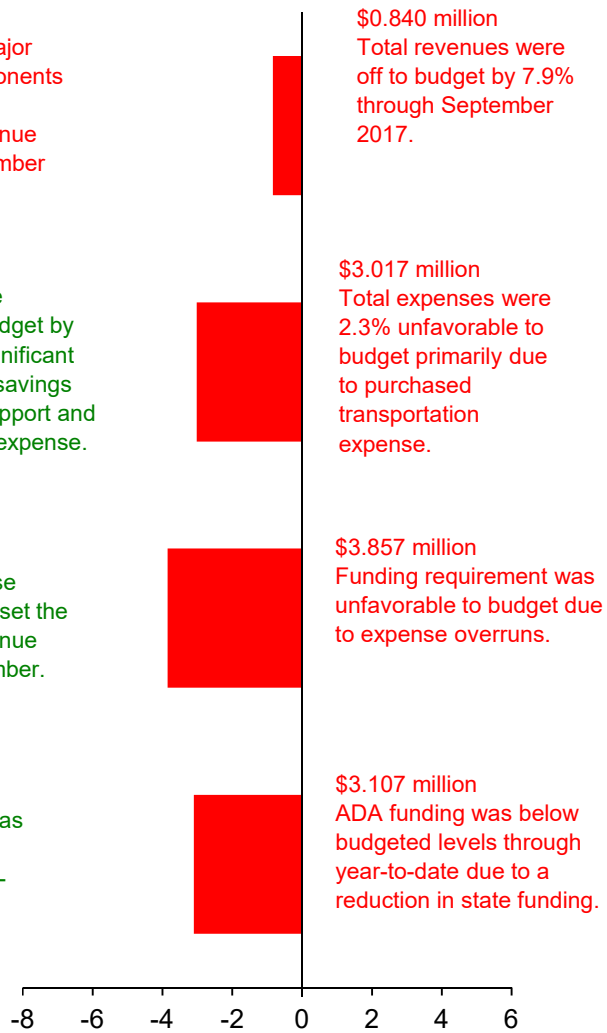 ajor
onents
nue
mber
$0.840 million
Total revenues were
off to budget by 7.9%
through September
2017.
e
dget by
nificant
savings
pport and
expense.
$3.017 million
Total expenses were
2.3% unfavorable to
budget primarily due
to purchased
transportation
expense.
se
set the
nue
mber.
$3.857 million
Funding requirement was
unfavorable to budget due
to expense overruns.
as
-
$3.107 million
ADA funding was below
budgeted levels through
year-to-date due to a
reduction in state funding.
-8 -6 -4 -2 0 2 4 6